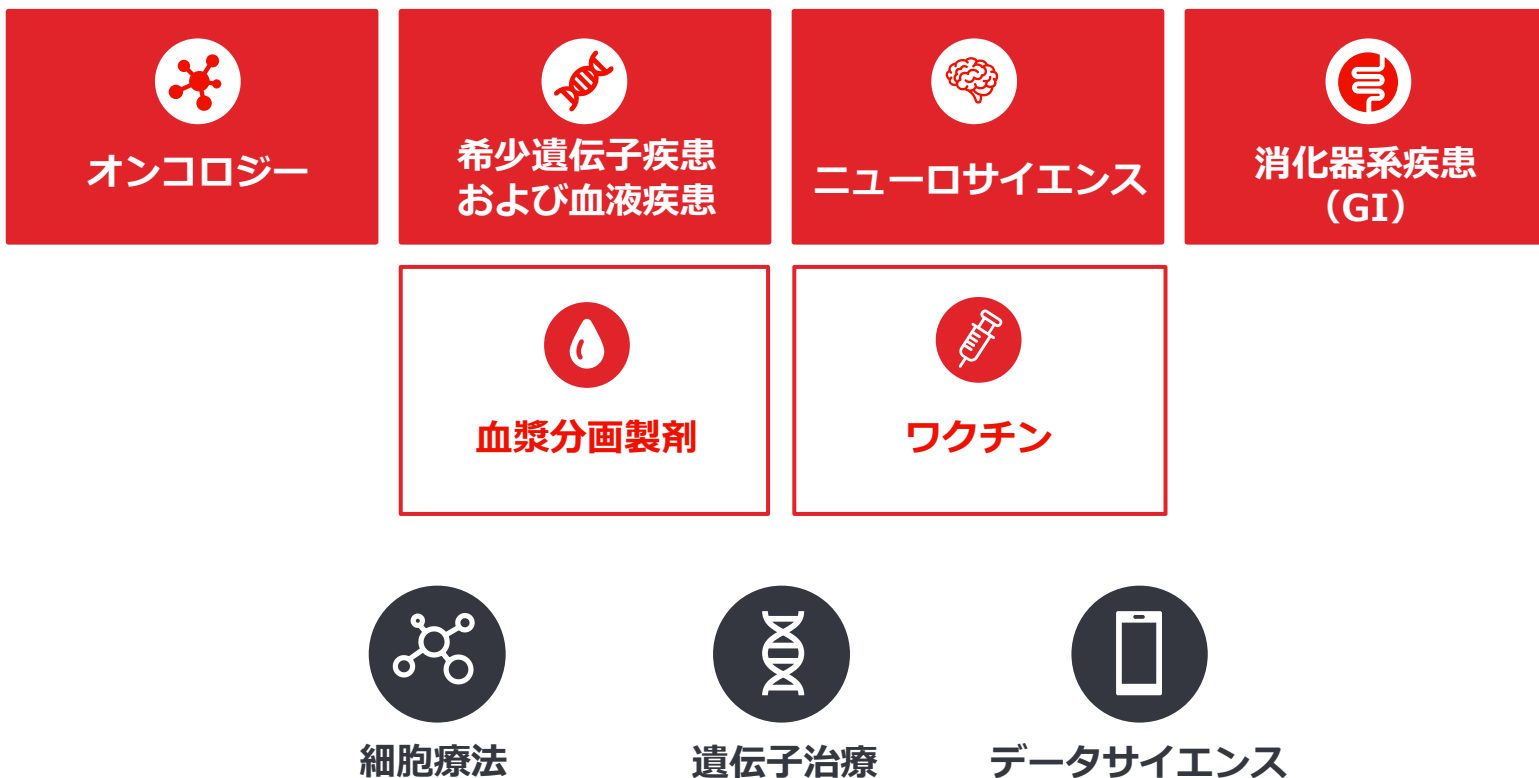 オンコロジー
希少遺伝子疾患
および血液疾患
ニューロサイエンス
消化器系疾患
（GI）
血漿分画製剤
ワクチン
細胞療法
遺伝子治療
データサイエンス